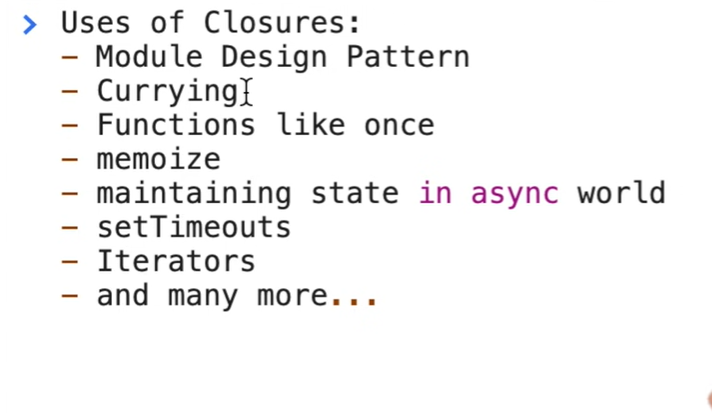 > Uses of Closures:
– Module Design Pattern
– Currying
– Functions like once
– memoize
– maintaining state in async world
– setTimeouts
– Iterators
– and many more...